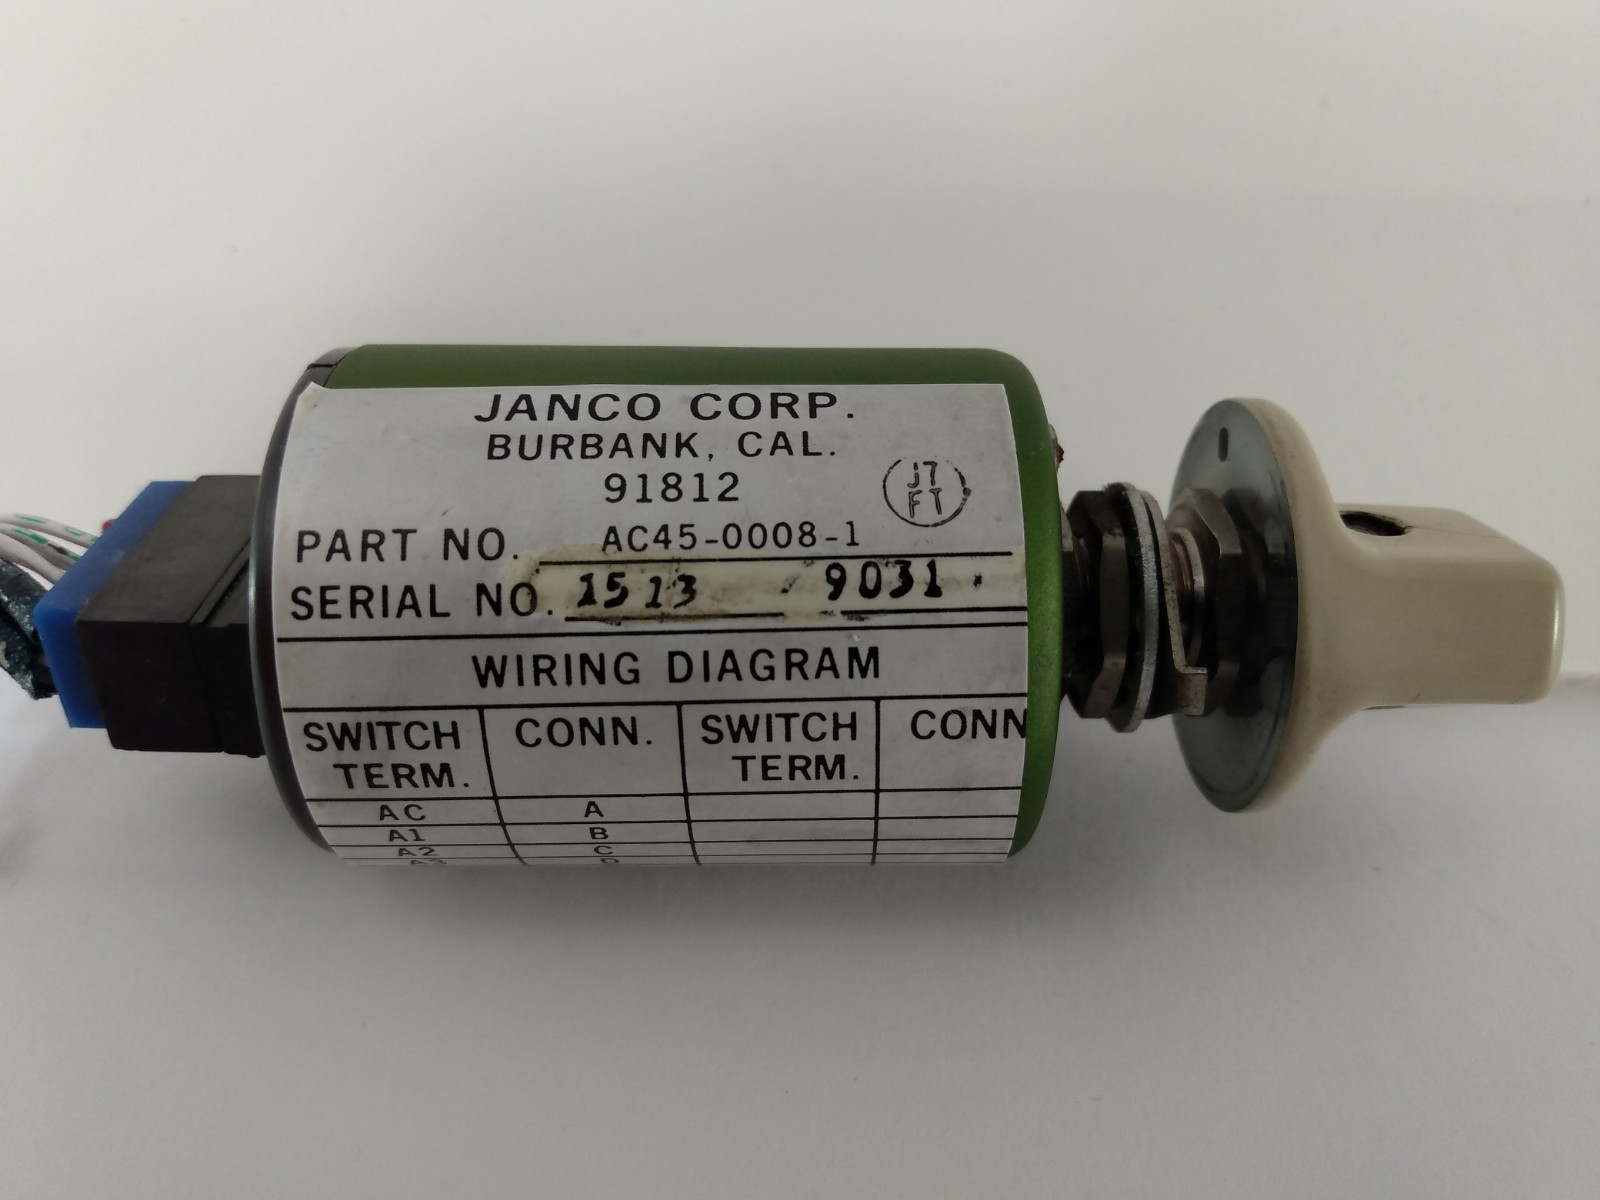 JANCO CORP.
BURBANK, CAL.
91812
J7
FT
PART NO. AC45-0008-1
SERIAL NO. 1513 9031
WIRING DIAGRAM
SWITCH TERM. CONN. SWITCH TERM. CONN
AC A
A1 B
A2 C
A3 D